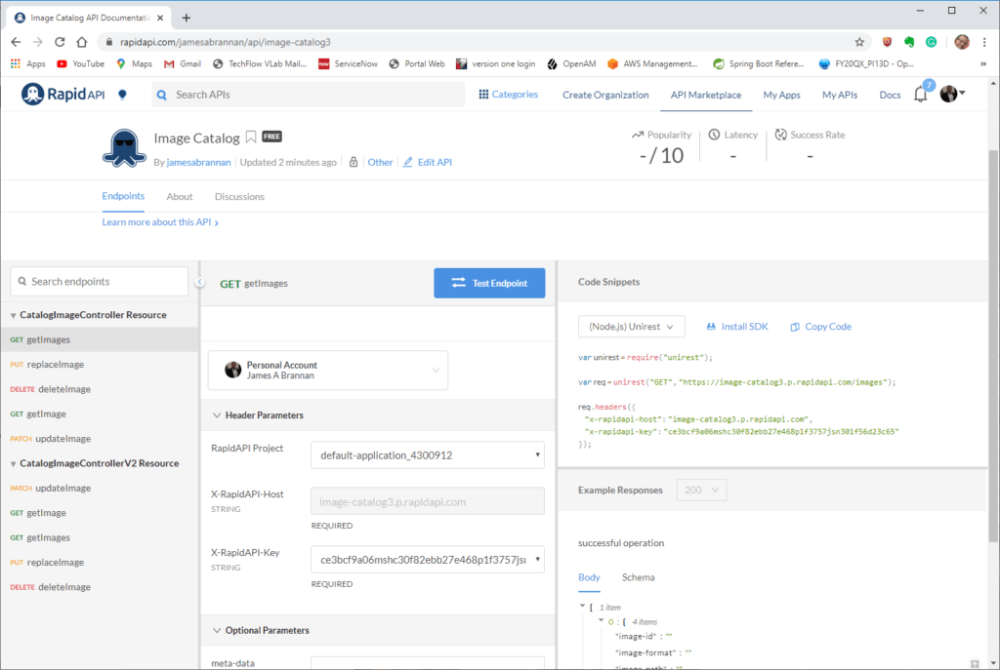 Image Catalog API Documentatio
rapidapi.com/jamesabrannan/api/image-catalog3
Apps YouTube Maps Gmail TechFlow VLab Mail... ServiceNow Portal Web version one login OpenAM AWS Management... Spring Boot Refere... FY20QX_PI13D - Op... »
Rapid API Search APIs Categories Create Organization API Marketplace My Apps My APIs Docs 7
Image Catalog FREE
By jamesabrannan Updated 2 minutes ago Other Edit API
Popularity Latency Success Rate
- / 10 - -
Endpoints About Discussions
Learn more about this API
Search endpoints
CatalogImageController Resource
GET getImages
PUT replaceImage
DELETE deleteImage
GET getImage
PATCH updateImage
CatalogImageControllerV2 Resource
PATCH updateImage
GET getImage
GET getImages
PUT replaceImage
DELETE deleteImage
GET getImages Test Endpoint
Personal Account
James A Brannan
Header Parameters
RapidAPI Project default-application_4300912
X-RapidAPI-Host image-catalog3.p.rapidapi.com
STRING
REQUIRED
X-RapidAPI-Key ce3bcf9a06mshc30f82ebb27e468p1f3757jsı
STRING
REQUIRED
Optional Parameters
meta-data
Code Snippets
(Node.js) Unirest Install SDK Copy Code
var unirest = require("unirest");
var req = unirest("GET", "https://image-catalog3.p.rapidapi.com/images");
req.headers({
"x-rapidapi-host": "image-catalog3.p.rapidapi.com",
"x-rapidapi-key": "ce3bcf9a06mshc30f82ebb27e468p1f3757jsn301f56d23c65"
});
Example Responses 200
successful operation
Body Schema
[ 1 item
0 : { 4 items
"image-id" : ""
"image-format" : ""
"image-path" : ""